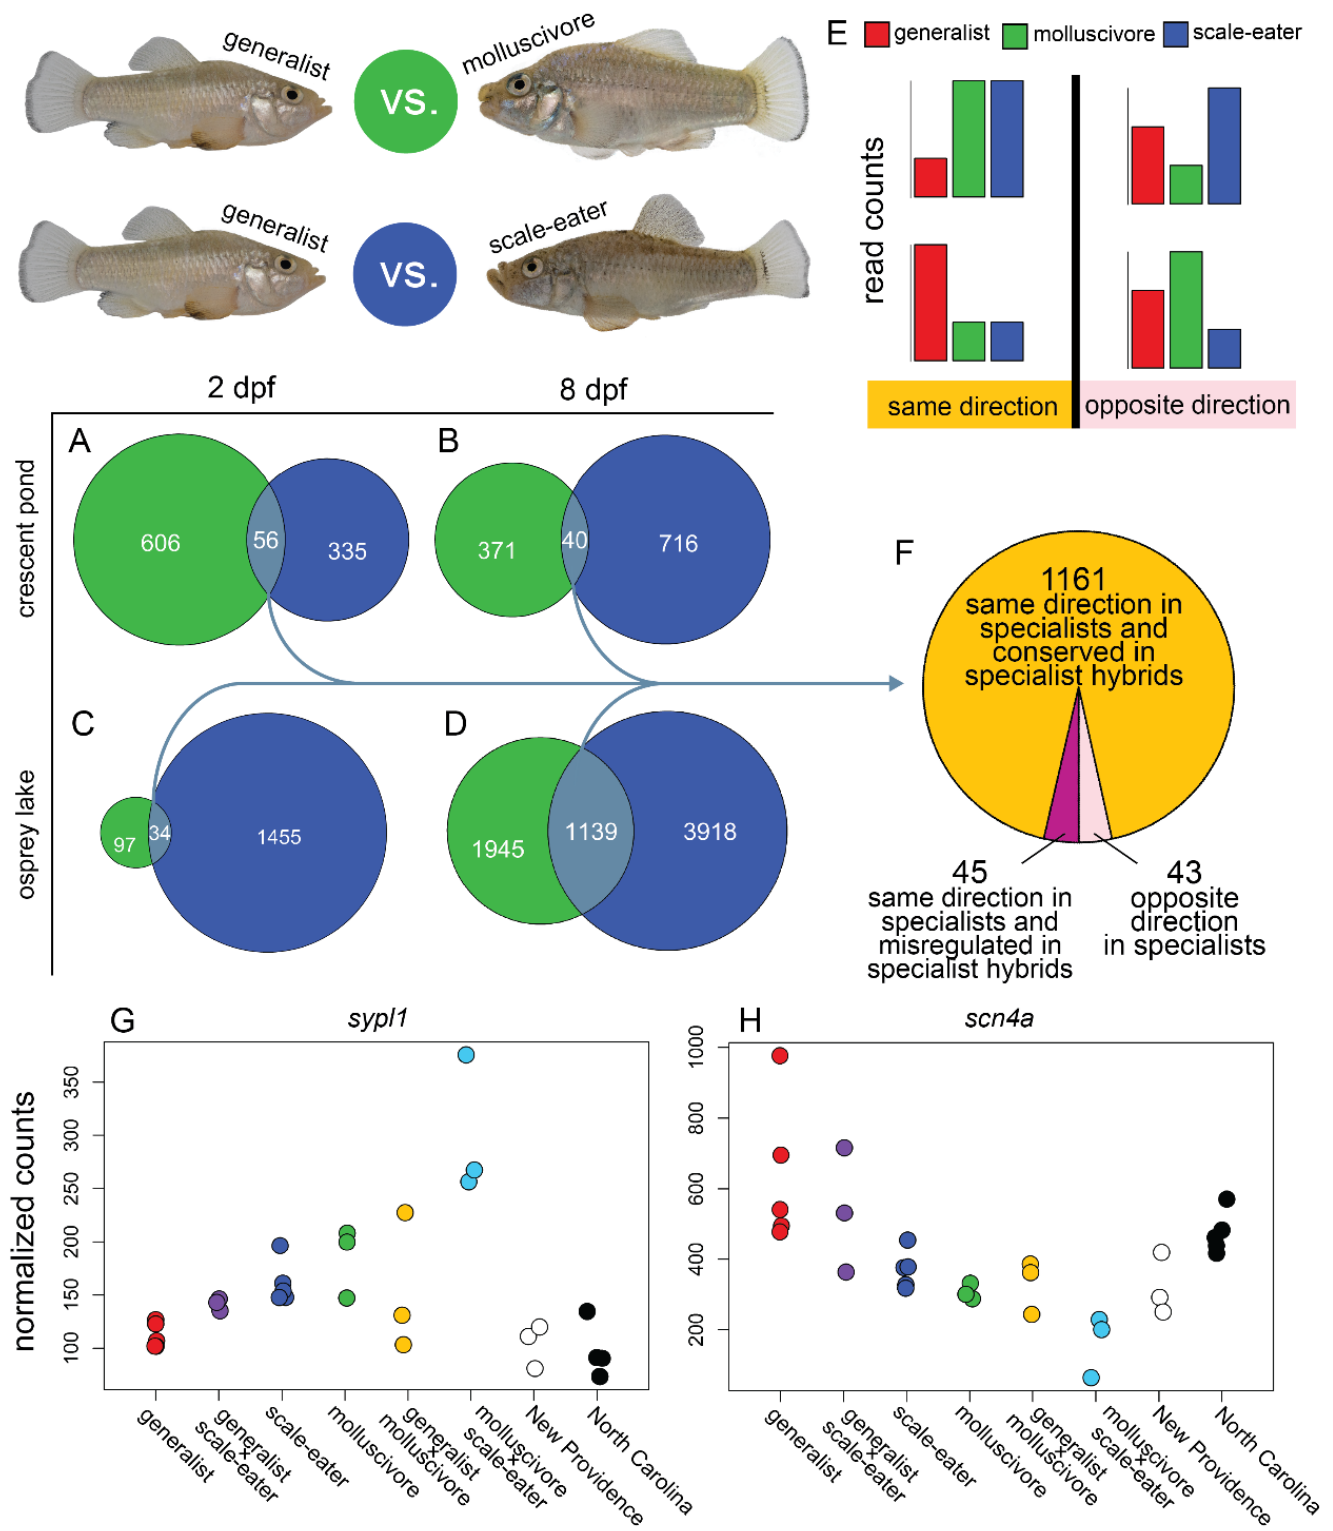 generalist
vs.
molluscivore
generalist
vs.
scale-eater
E
generalist
molluscivore
scale-eater
read counts
same direction
opposite direction
2 dpf
8 dpf
crescent pond
osprey lake
A
606
56
335
B
371
40
716
C
97
34
1455
D
1945
1139
3918
F
1161
same direction in
specialists and
conserved in
specialist hybrids
45
same direction in
specialists and
misregulated in
specialist hybrids
43
opposite
direction
in specialists
G
sypl1
normalized counts
350
300
250
200
150
100
generalist
generalist
×
scale-eater
scale-eater
molluscivore
generalist
×
molluscivore
molluscivore
×
scale-eater
New Providence
North Carolina
H
scn4a
1000
800
600
400
200
generalist
generalist
×
scale-eater
scale-eater
molluscivore
generalist
×
molluscivore
molluscivore
×
scale-eater
New Providence
North Carolina